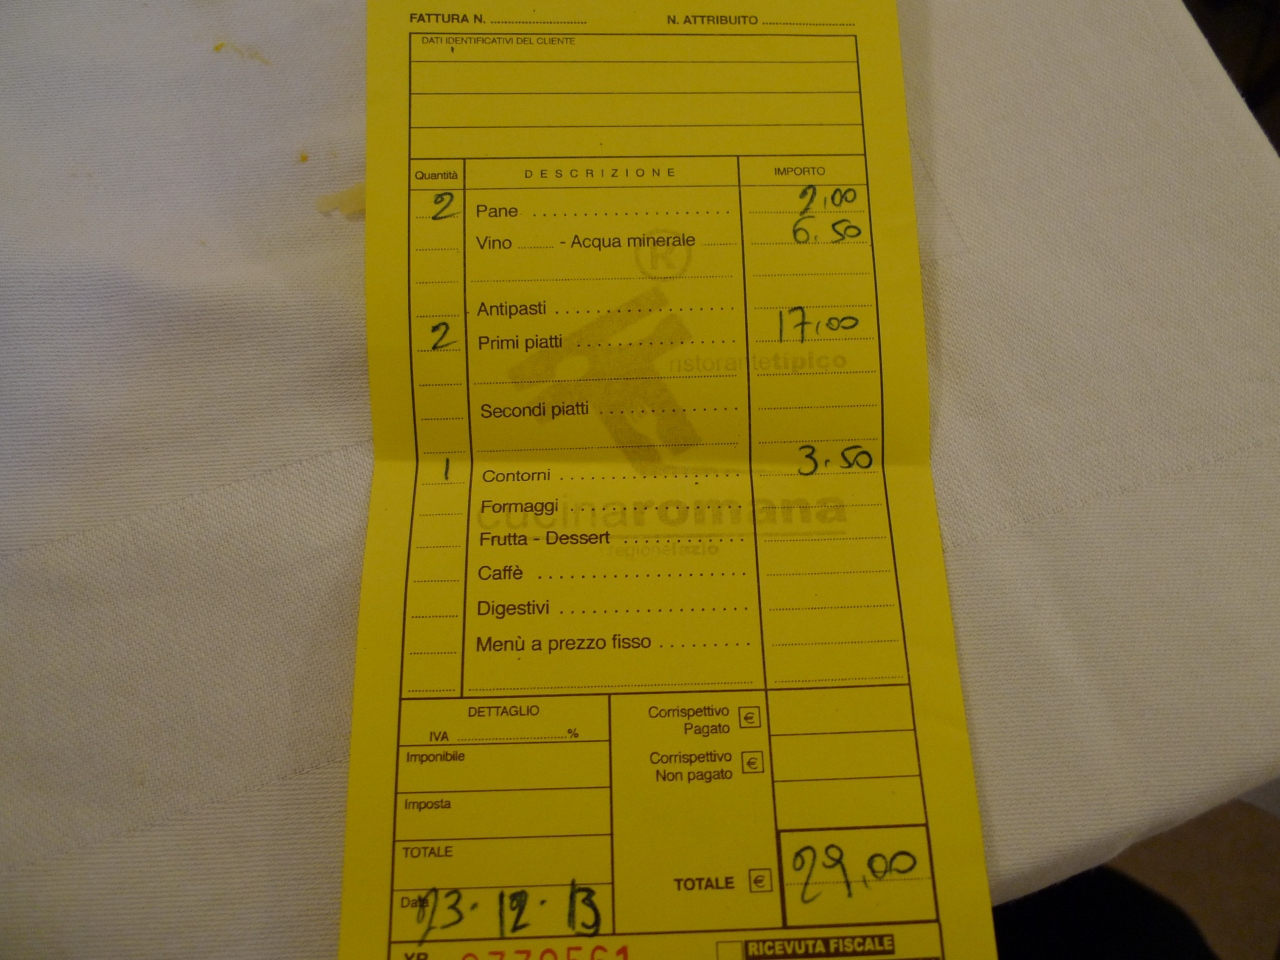 FATTURA N. ........................ N. ATTRIBUITO ........................
DATI IDENTIFICATIVI DEL CLIENTE
Quantità DESCRIZIONE IMPORTO
2 Pane ..................... 2,00
Vino ......... - Acqua minerale ......... 6.50
®
Antipasti ...................
2 Primi piatti ................. 17,00
ristorantetipico
Secondi piatti ...............
1 Contorni ................... 3.50
Formaggi ..................
cucinaromana
Frutta - Dessert .............
regionelazio
Caffè .....................
Digestivi ...................
Menù a prezzo fisso .........
DETTAGLIO
IVA ..............................%
Corrispettivo
Pagato €
Imponibile
Corrispettivo
Non pagato €
Imposta
TOTALE
TOTALE € 29,00
Data 23.12.13
RICEVUTA FISCALE